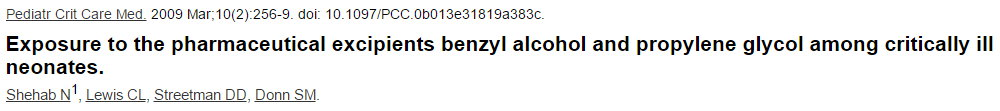 Pediatr Crit Care Med. 2009 Mar;10(2):256-9. doi: 10.1097/PCC.0b013e31819a383c.
Exposure to the pharmaceutical excipients benzyl alcohol and propylene glycol among critically ill
neonates.
Shehab N1, Lewis CL, Streetman DD, Donn SM.